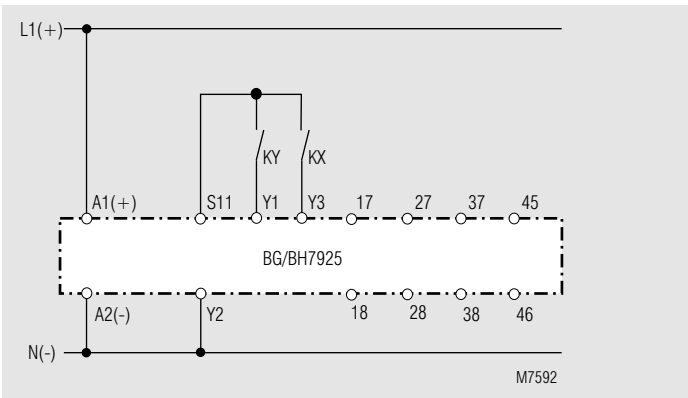 L1(+)
KY KX
A1(+) S11 Y1 Y3 17 27 37 45
BG/BH7925
A2(-) Y2 18 28 38 46
N(-)
M7592